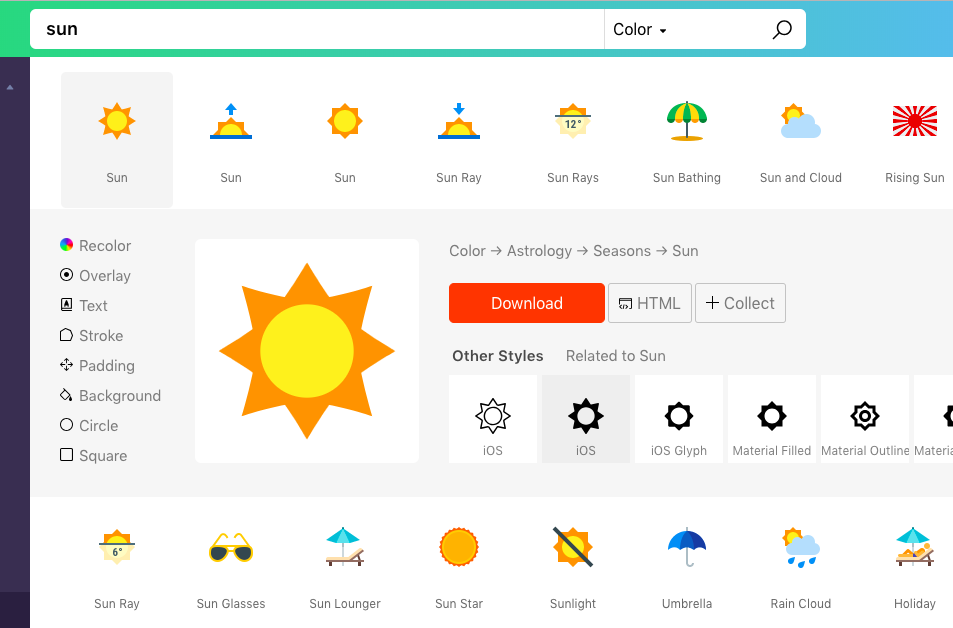 sun
Color
12°
Sun
Sun
Sun
Sun Ray
Sun Rays
Sun Bathing
Sun and Cloud
Rising Sun
Recolor
Overlay
Text
Stroke
Padding
Background
Circle
Square
Color → Astrology → Seasons → Sun
Download
HTML
Collect
Other Styles
Related to Sun
iOS
iOS
iOS Glyph
Material Filled
Material Outline
Materia
6°
Sun Ray
Sun Glasses
Sun Lounger
Sun Star
Sunlight
Umbrella
Rain Cloud
Holiday